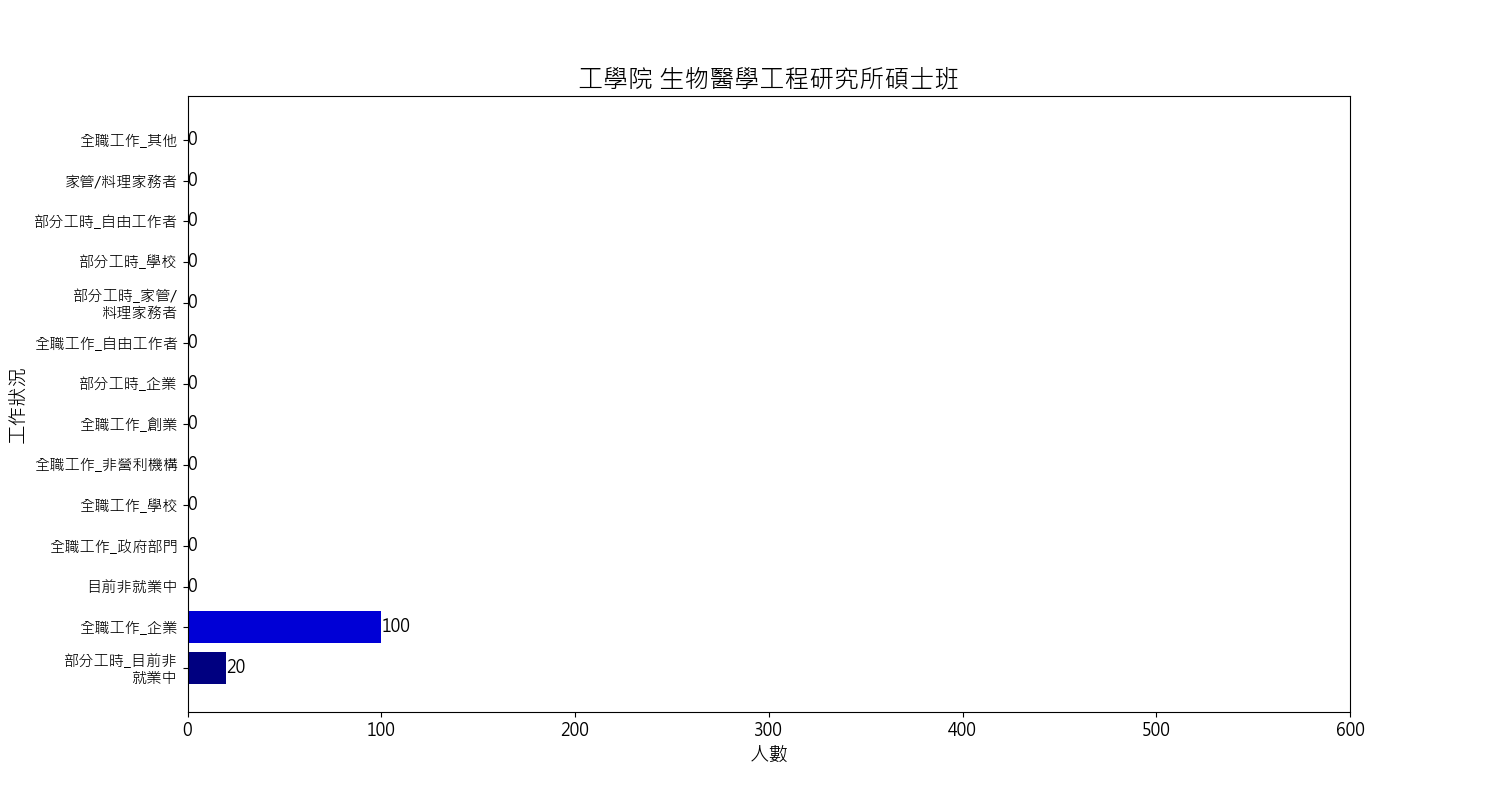 工學院 生物醫學工程研究所碩士班
工作狀況
全職工作_其他 0
家管/料理家務者 0
部分工時_自由工作者 0
部分工時_學校 0
部分工時_家管/
料理家務者 0
全職工作_自由工作者 0
部分工時_企業 0
全職工作_創業 0
全職工作_非營利機構 0
全職工作_學校 0
全職工作_政府部門 0
目前非就業中 0
全職工作_企業 100
部分工時_目前非
就業中 20
0 100 200 300 400 500 600
人數